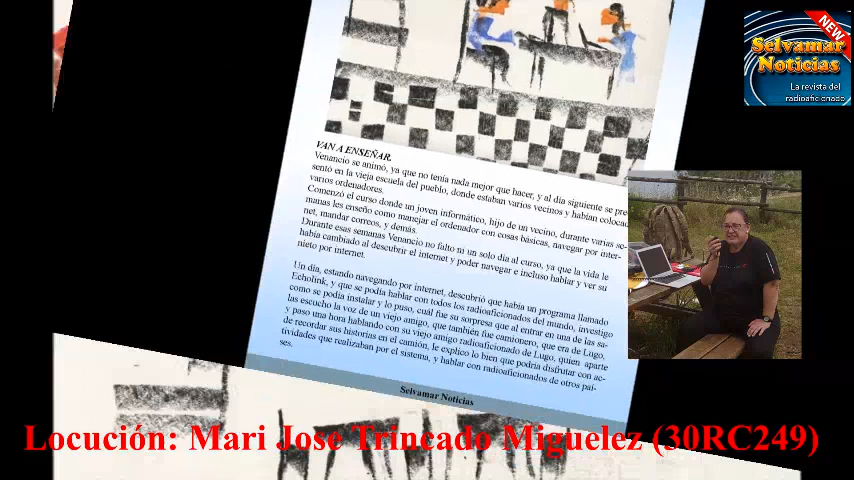 NEW
Selvamar
Noticias
La revista del
radioaficionado
VAN A ENSEÑAR.
Venancio se animó, ya que no tenía nada mejor que hacer, y al día siguiente se pre
sentó en la vieja escuela del pueblo, donde estaban varios vecinos y habían colocad
varios ordenadores.
Comenzó el curso donde un joven informático, hijo de un vecino, durante varias se-
manas les enseño como manejar el ordenador con cosas básicas, navegar por inter-
net, mandar correos, y demás.
Durante esas semanas Venancio no falto ni un solo día al curso, ya que la vida le
había cambiado al descubrir el internet y poder navegar e incluso hablar y ver su
nieto por internet.
Un día, estando navegando por internet, descubrió que había un programa llamado
Echolink, y que se podía hablar con todos los radioaficionados del mundo, investigo
como se podía instalar y lo puso, cuál fue su sorpresa que al entrar en una de las sa-
las escucho la voz de un viejo amigo, que también fue camionero, que era de Lugo,
y paso una hora hablando con su viejo amigo radioaficionado de Lugo, quien aparte
de recordar sus historias en el camión, le explico lo bien que podría disfrutar con ac-
tividades que realizaban por el sistema, y hablar con radioaficionados de otros paí-
ses.
Selvamar Noticias
Locución: Mari Jose Trincado Miguelez (30RC249)